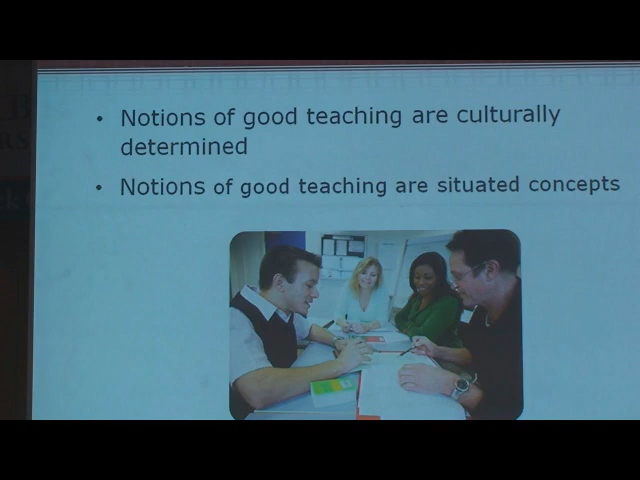 • Notions of good teaching are culturally
determined
• Notions of good teaching are situated concepts